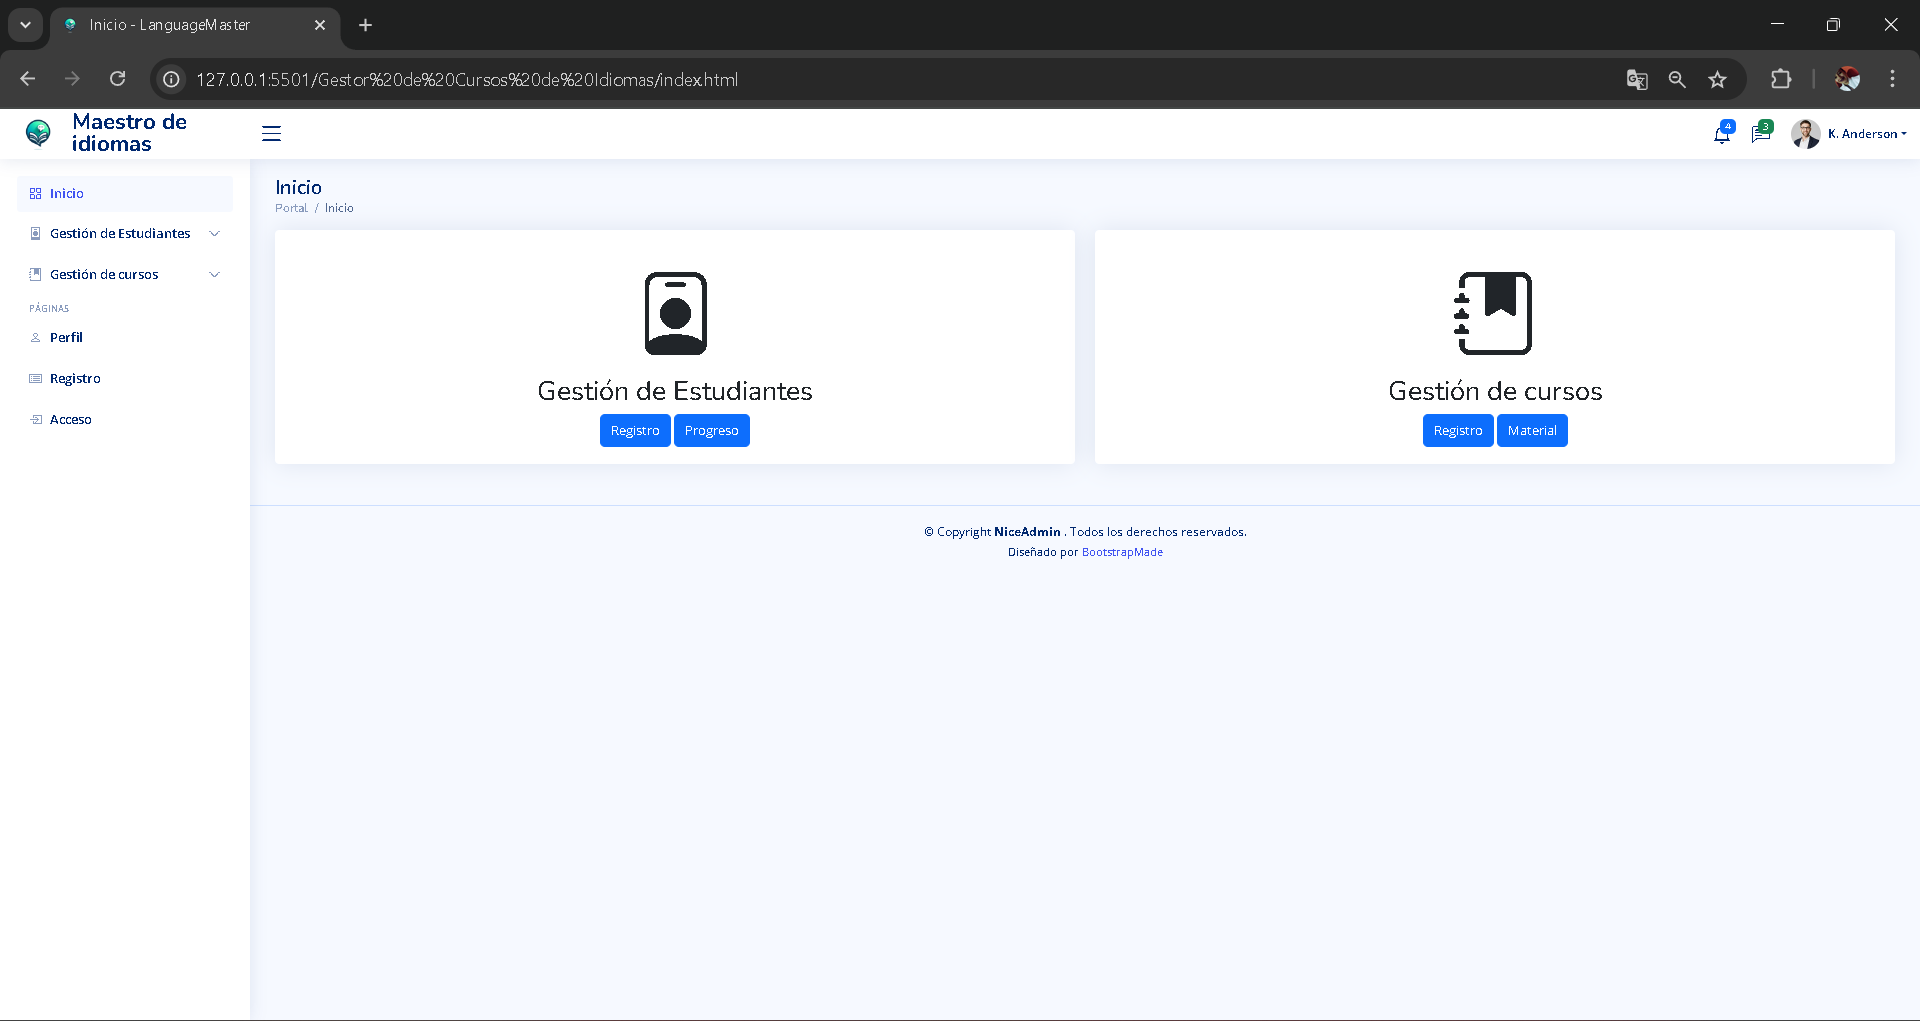 Inicio - LanguageMaster
127.0.0.1:5501/Gestor%20de%20Cursos%20de%20Idiomas/index.html
Maestro de
idiomas
4
3
K. Anderson
Inicio
Gestión de Estudiantes
Gestión de cursos
PÁGINAS
Perfil
Registro
Acceso
Inicio
Portal / Inicio
Gestión de Estudiantes
Registro Progreso
Gestión de cursos
Registro Material
© Copyright NiceAdmin . Todos los derechos reservados.
Diseñado por BootstrapMade